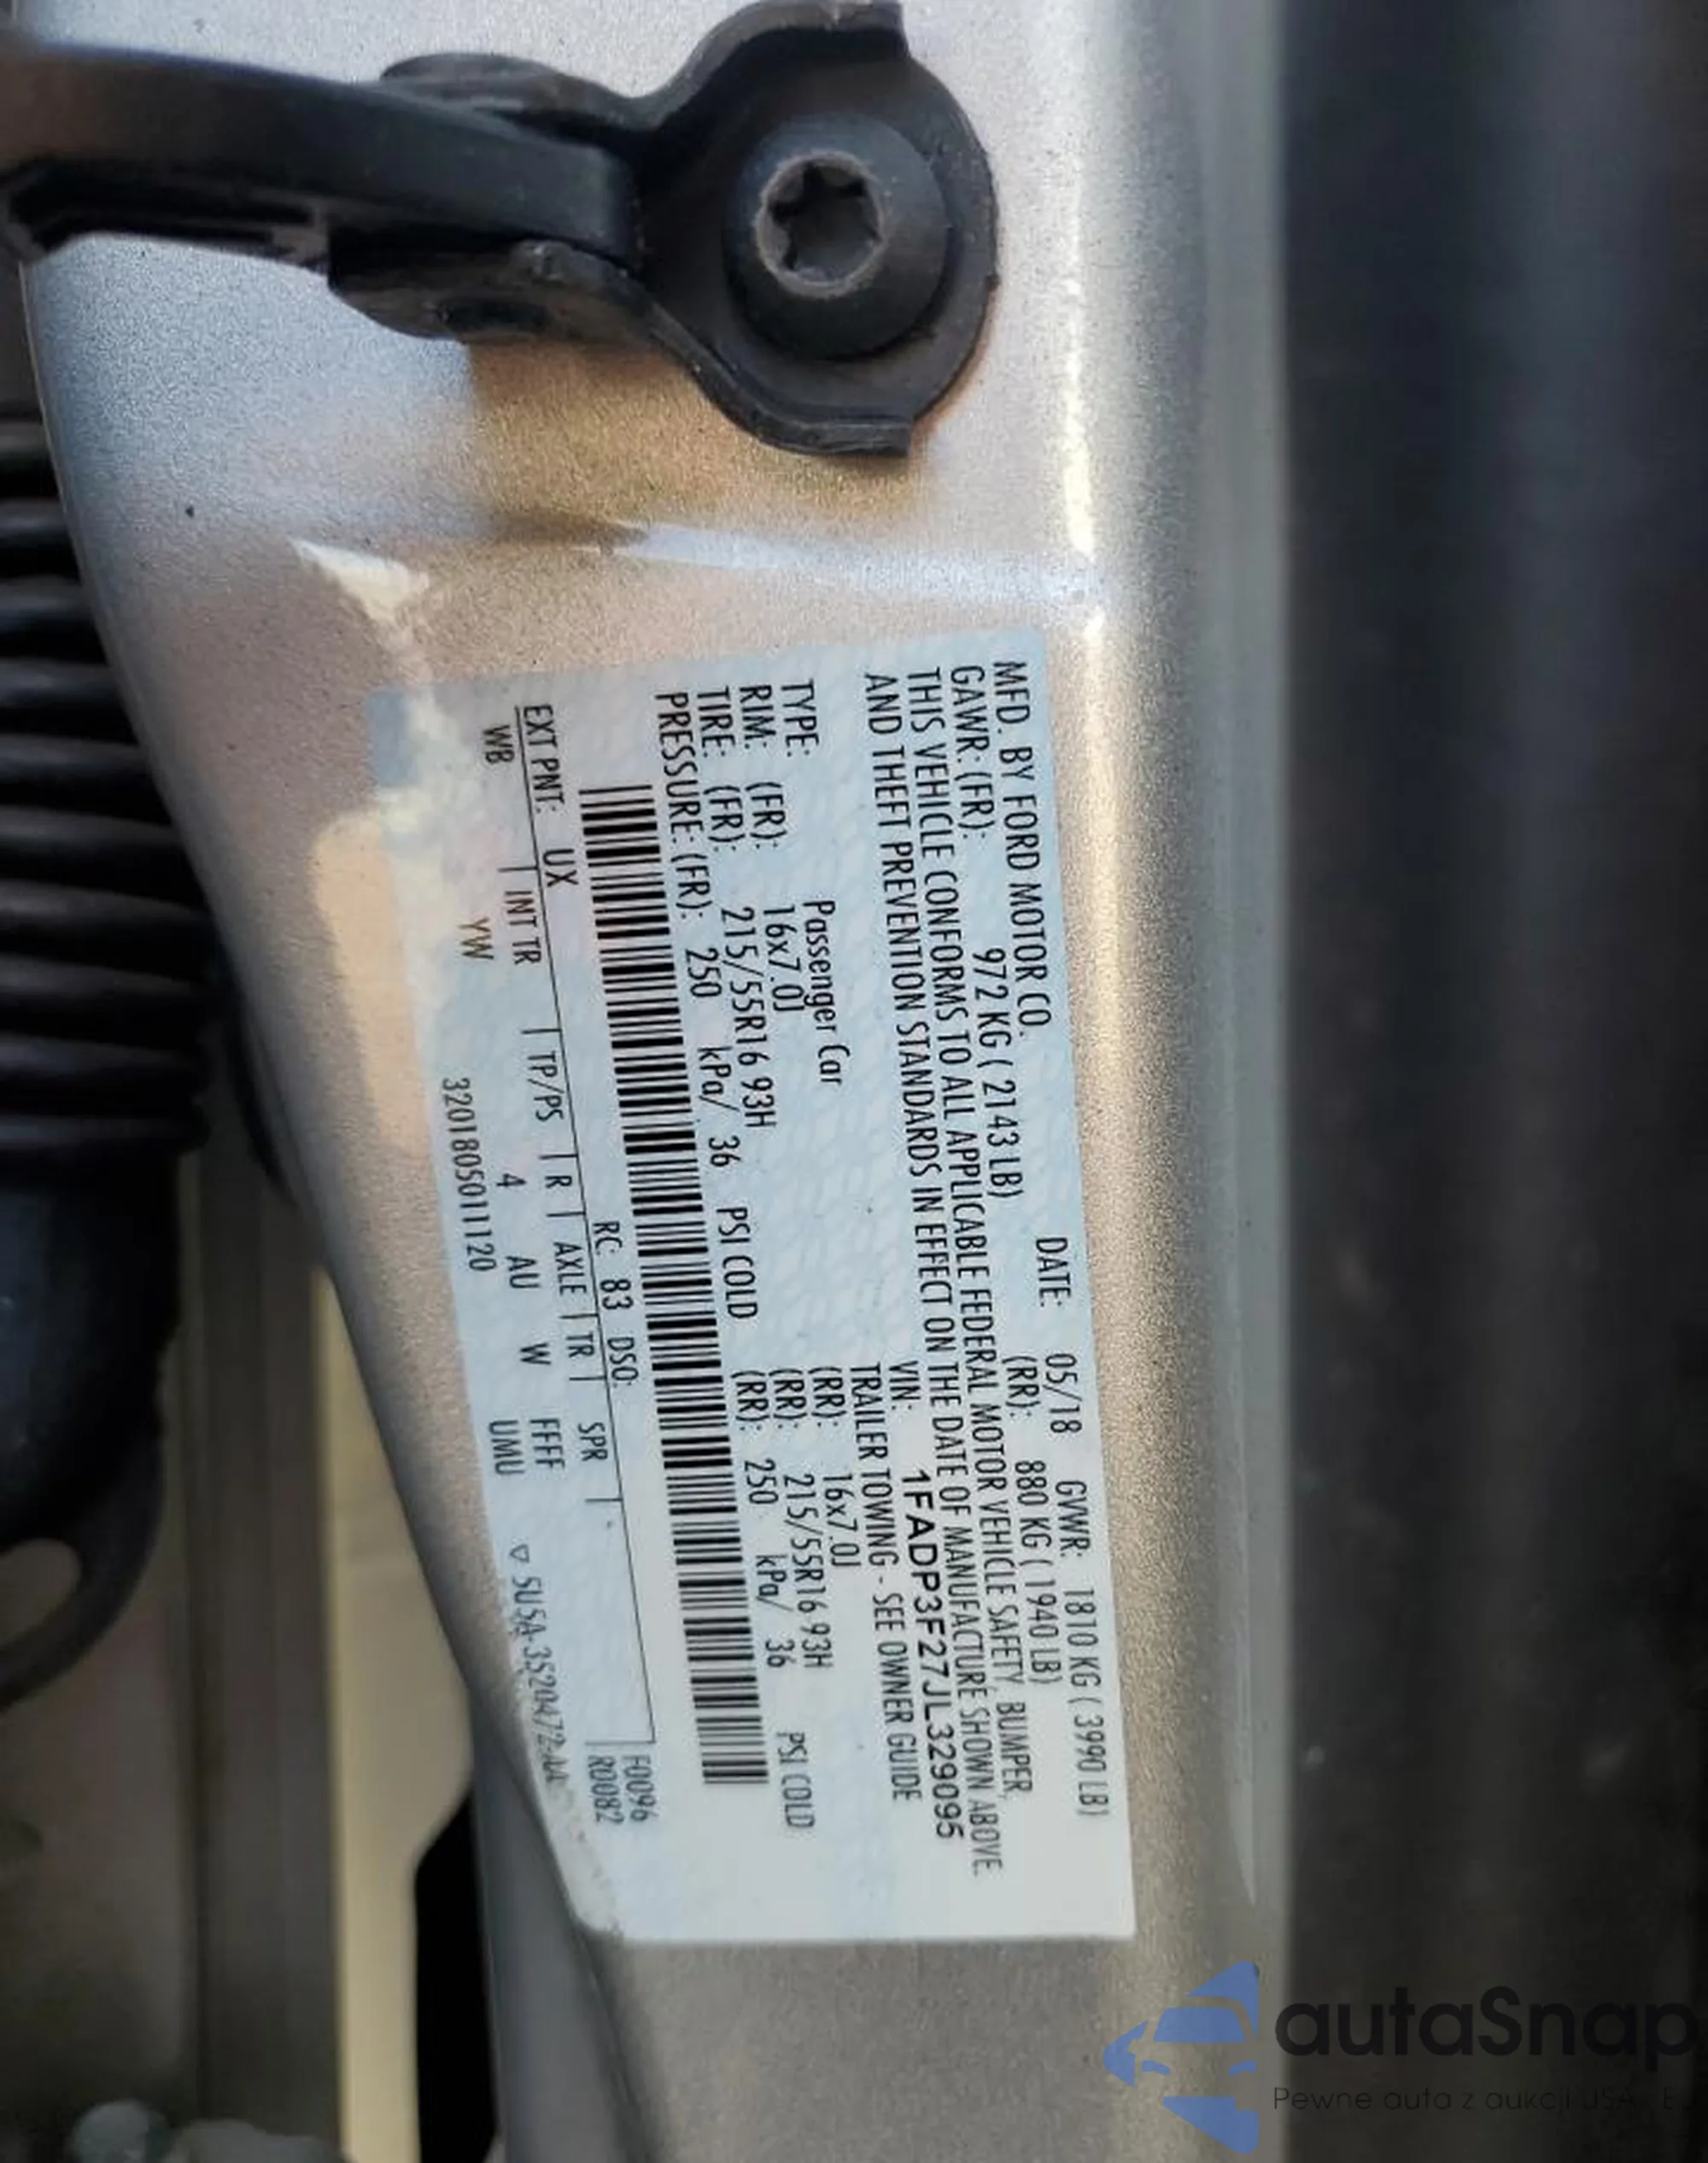 MFD. BY FORD MOTOR CO. DATE: 05/18 GVWR: 1810 KG ( 3990 LB)
GAWR: (FR): 972 KG ( 2143 LB) (RR): 880 KG ( 1940 LB)
THIS VEHICLE CONFORMS TO ALL APPLICABLE FEDERAL MOTOR VEHICLE SAFETY, BUMPER,
AND THEFT PREVENTION STANDARDS IN EFFECT ON THE DATE OF MANUFACTURE SHOWN ABOVE.
VIN: 1FADP3F27JL329095
TYPE: Passenger Car TRAILER TOWING - SEE OWNER GUIDE
RIM: (FR): 16x7.0J (RR): 16x7.0J
TIRE: (FR): 215/55R16 93H (RR): 215/55R16 93H
PRESSURE: (FR): 250 kPa/ 36 PSI COLD (RR): 250 kPa/ 36 PSI COLD
EXT PNT: UX RC: 83 DSO: F0096
WB INT TR TP/PS R AXLE TR SPR R0082
YW 4 AU W FFFF
320180501 1120 UMU ▽ SU5A-3520472-AA
autaSnap
Pewne auta z aukcji USA